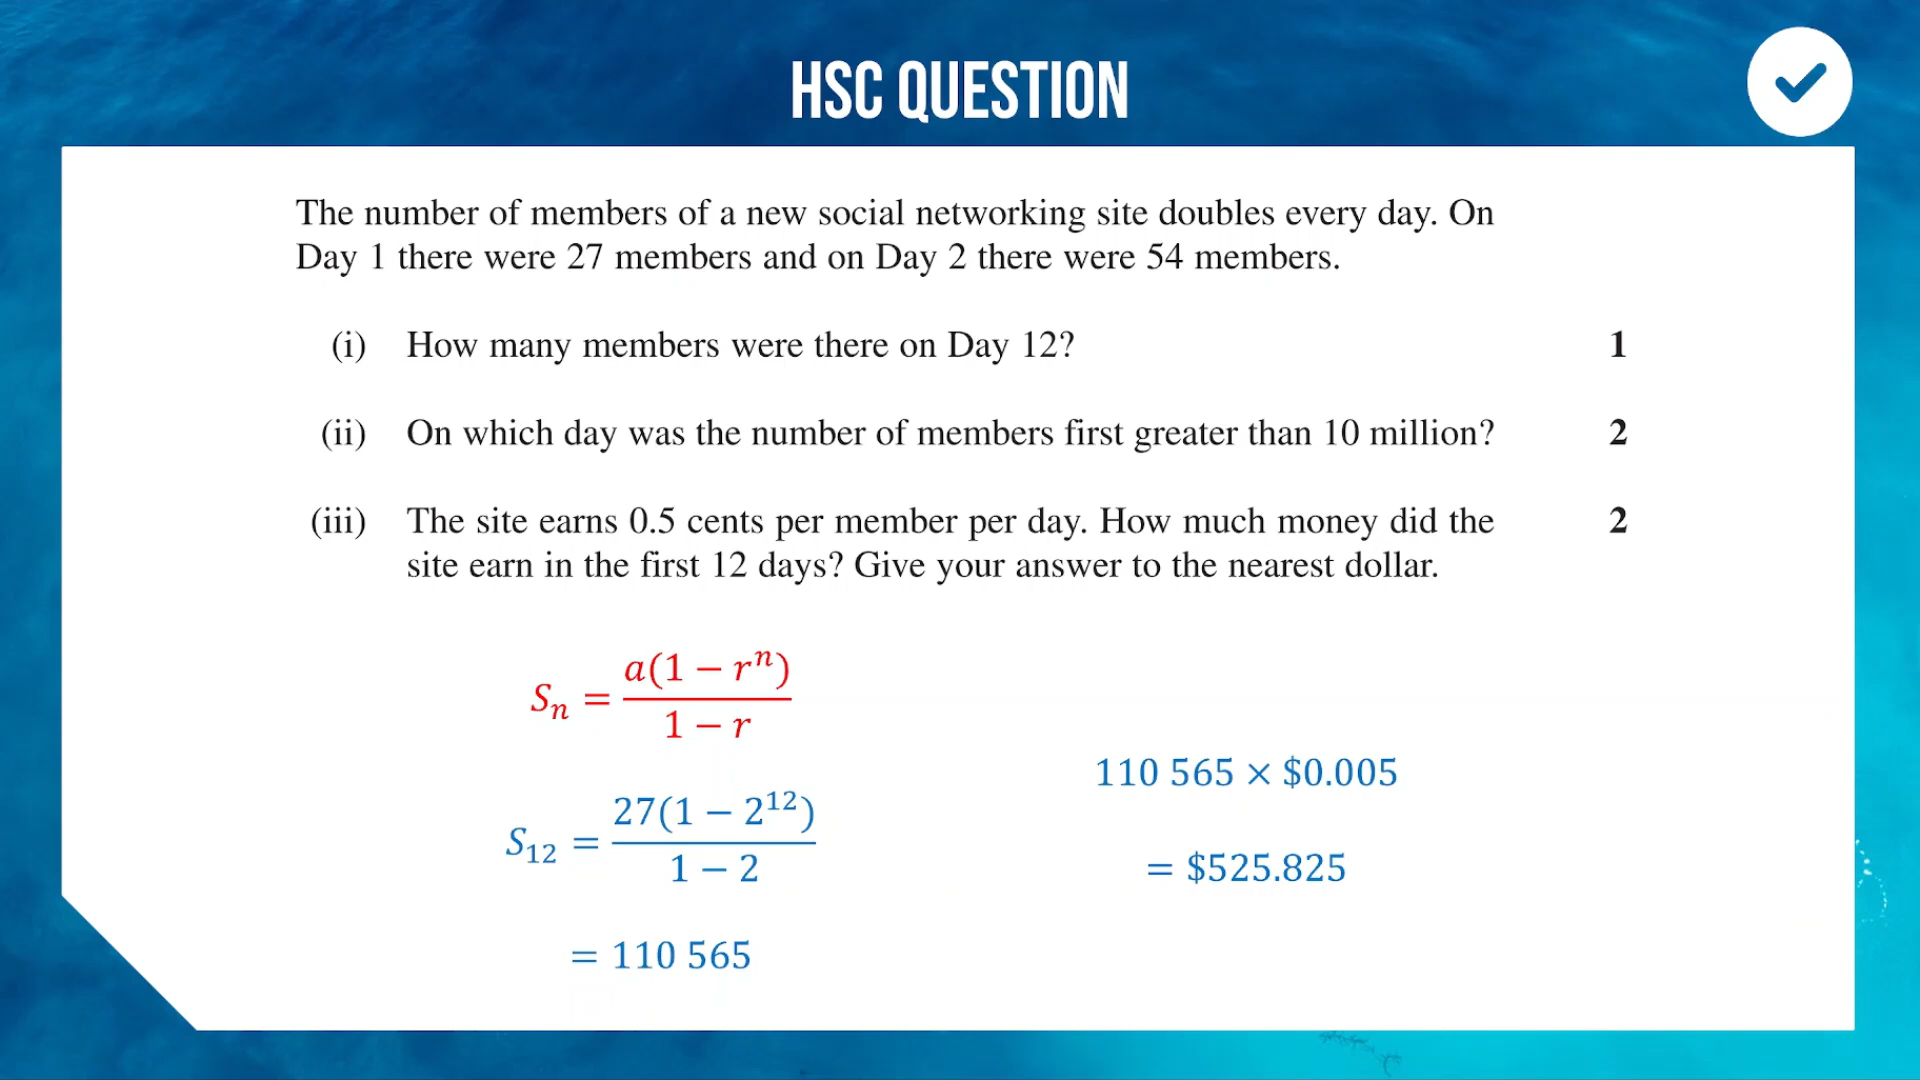 HSC QUESTION
The number of members of a new social networking site doubles every day. On
Day 1 there were 27 members and on Day 2 there were 54 members.
(i) How many members were there on Day 12? 1
(ii) On which day was the number of members first greater than 10 million? 2
(iii) The site earns 0.5 cents per member per day. How much money did the 2
site earn in the first 12 days? Give your answer to the nearest dollar.
Sₙ = a(1 − rⁿ) / 1 − r
S₁₂ = 27(1 − 2¹²) / 1 − 2
= 110 565
110 565 × $0.005
= $525.825